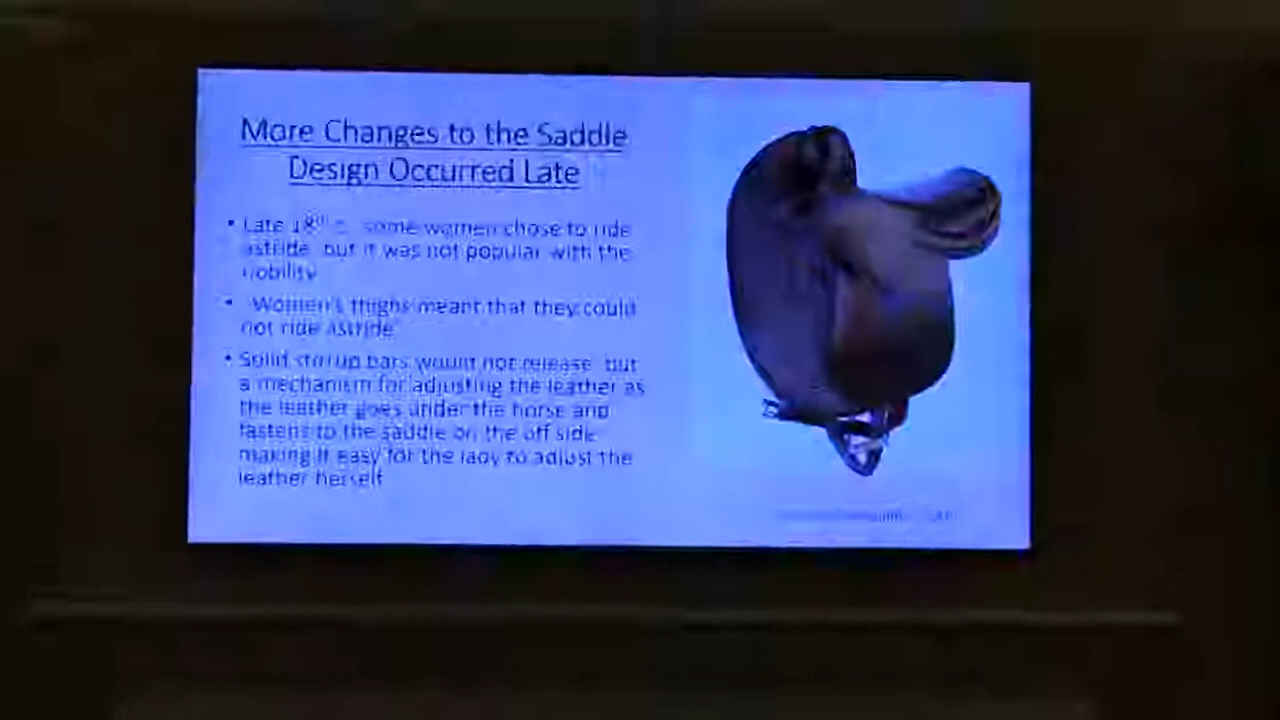 More Changes to the Saddle
Design Occurred Late
• Late 18th c. some women chose to ride
astride but it was not popular with the
nobility
• Women's thighs meant that they could
not ride astride
• Solid stirrup bars would not release but
a mechanism for adjusting the leather as
the leather goes under the horse and
fastens to the saddle on the off side
making it easy for the lady to adjust the
leather herself